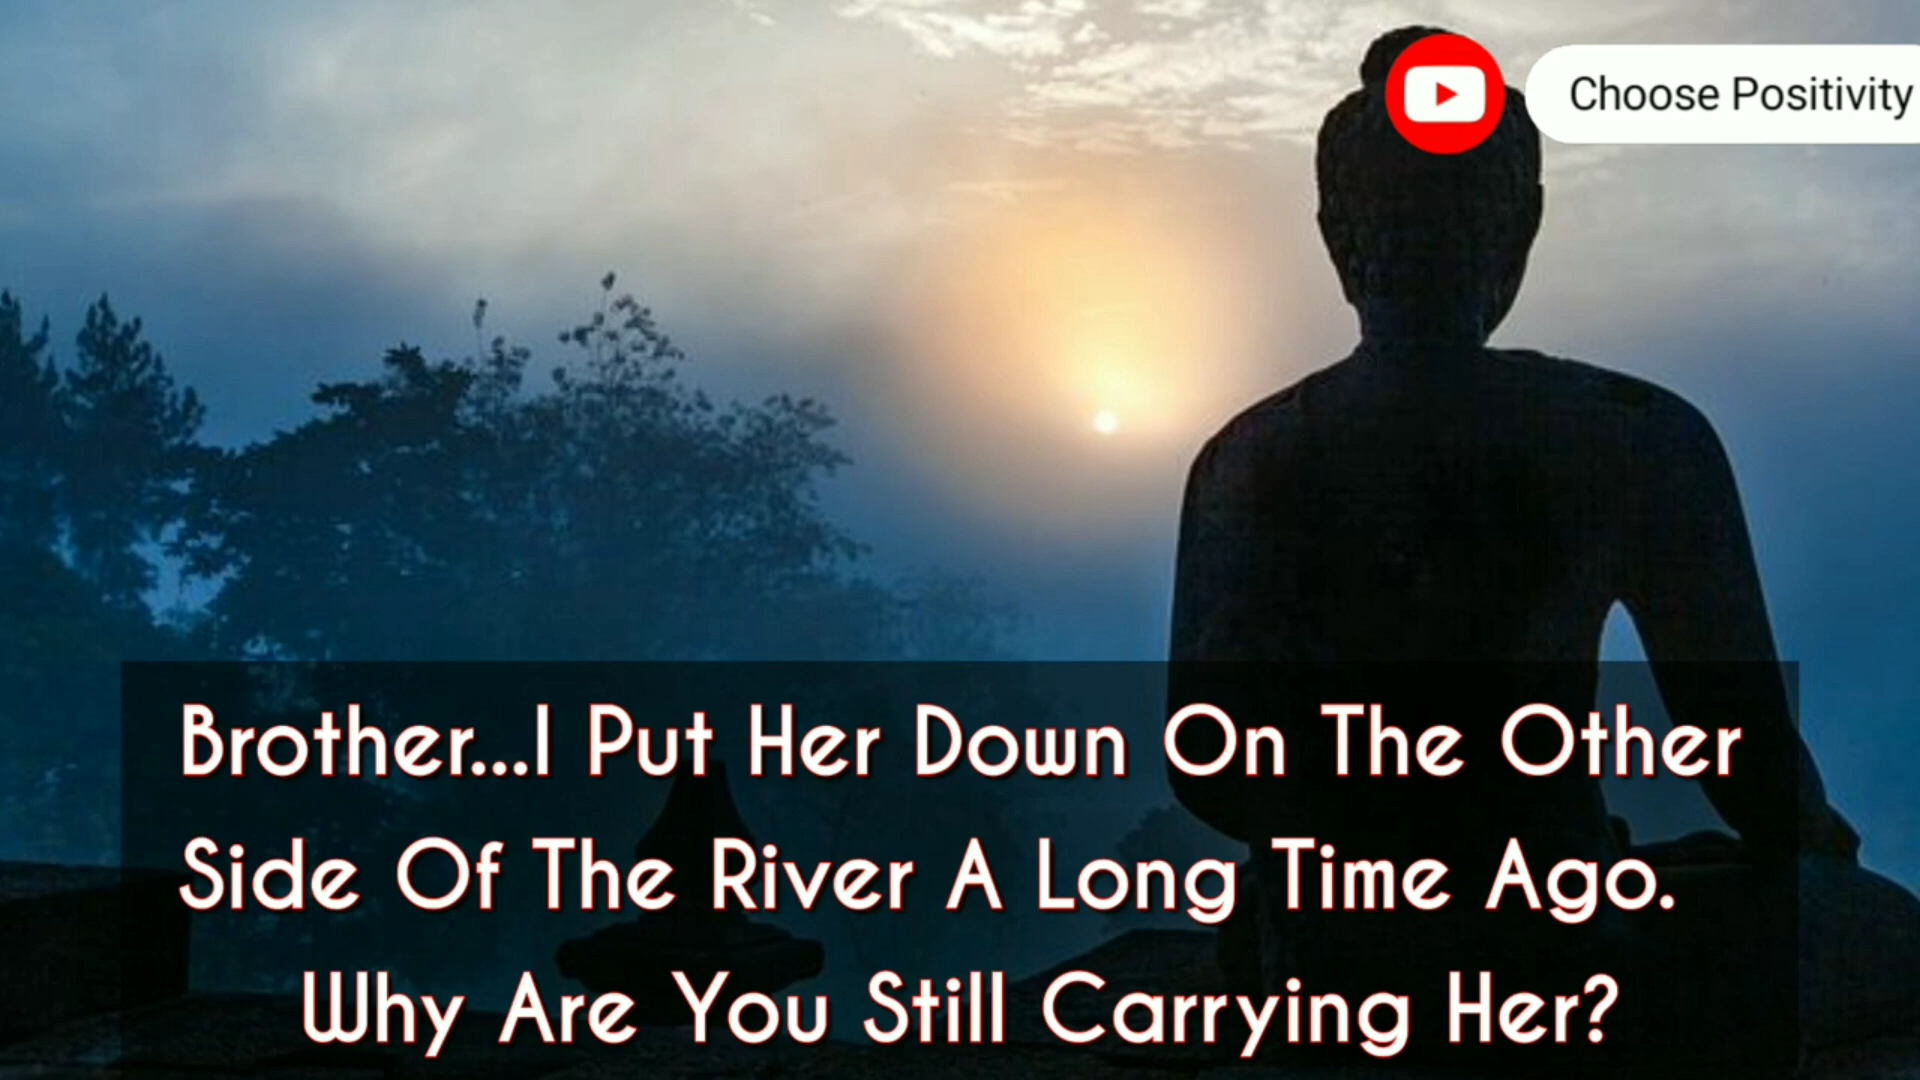 Choose Positivity
Brother...I Put Her Down On The Other
Side Of The River A Long Time Ago.
Why Are You Still Carrying Her?